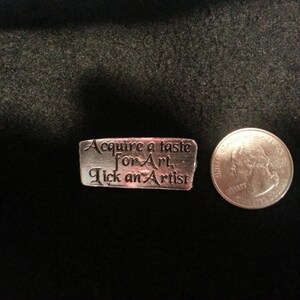 Acquire a taste
for Art,
Lick an Artist